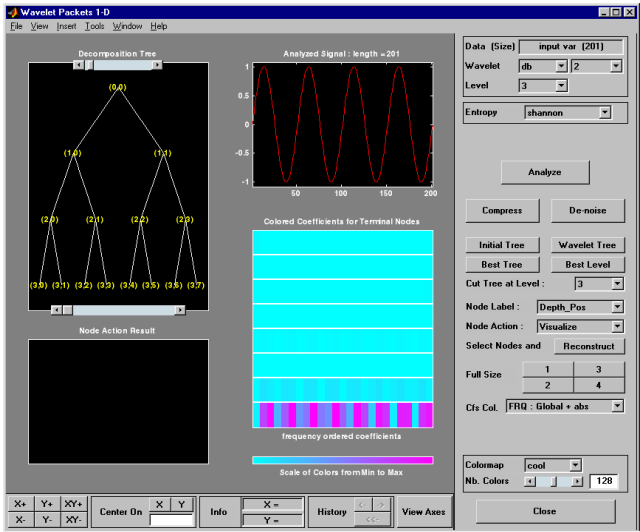 Wavelet Packets 1-D
File View Insert Tools Window Help
Decomposition Tree
(0,0)
(1,0) (1,1)
(2,0) (2,1) (2,2) (2,3)
(3,0) (3,1) (3,2) (3,3) (3,4) (3,5) (3,6) (3,7)
Node Action Result
Analyzed Signal : length = 201
1
0.5
0
-0.5
-1
50 100 150 200
Colored Coefficients for Terminal Nodes
frequency ordered coefficients
Scale of Colors from Min to Max
Data (Size) input var (201)
Wavelet db 2
Level 3
Entropy shannon
Analyze
Compress De-noise
Initial Tree Wavelet Tree
Best Tree Best Level
Cut Tree at Level : 3
Node Label : Depth_Pos
Node Action : Visualize
Select Nodes and Reconstruct
Full Size 1 3
2 4
Cfs Col. FRQ : Global + abs
Colormap cool
Nb. Colors 128
Close
X+ Y+ XY+
X- Y- XY-
Center On X Y
Info X =
Y =
History <- ->
<<-
View Axes